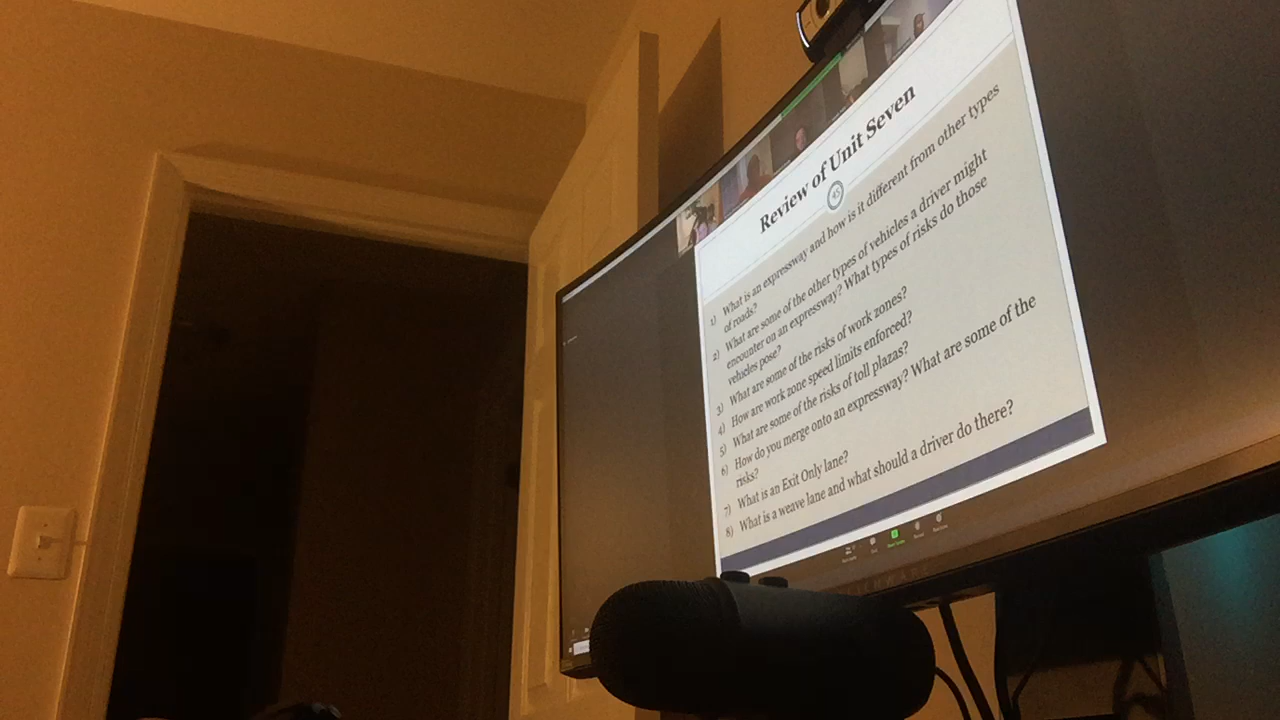 Review of Unit Seven
45
1) What is an expressway and how is it different from other types
of roads?
2) What are some of the other types of vehicles a driver might
encounter on an expressway? What types of risks do those
vehicles pose?
3) What are some of the risks of work zones?
4) How are work zone speed limits enforced?
5) What are some of the risks of toll plazas?
6) How do you merge onto an expressway? What are some of the
risks?
7) What is an Exit Only lane?
8) What is a weave lane and what should a driver do there?